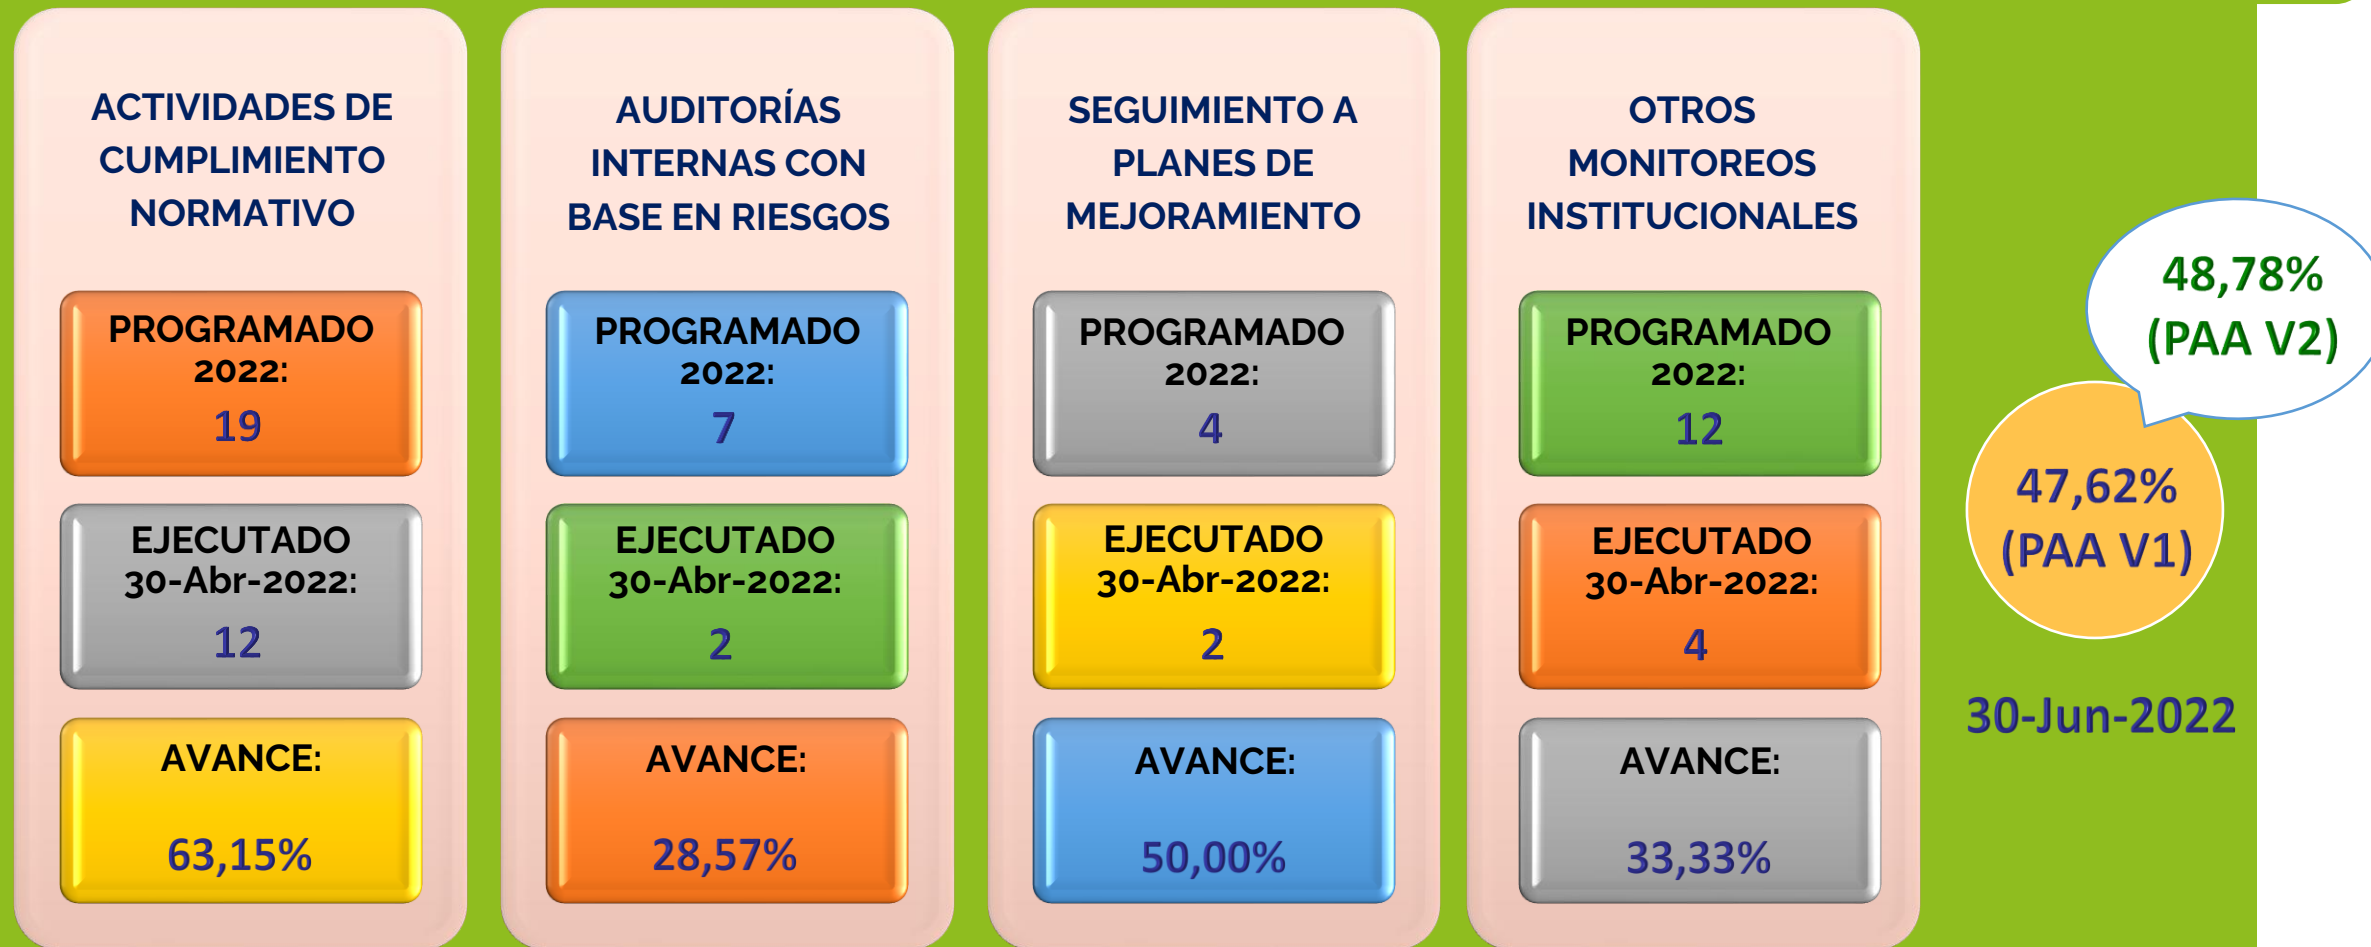 ACTIVIDADES DE
CUMPLIMIENTO
NORMATIVO
PROGRAMADO
2022:
19
EJECUTADO
30-Abr-2022:
12
AVANCE:
63,15%
AUDITORÍAS
INTERNAS CON
BASE EN RIESGOS
PROGRAMADO
2022:
7
EJECUTADO
30-Abr-2022:
2
AVANCE:
28,57%
SEGUIMIENTO A
PLANES DE
MEJORAMIENTO
PROGRAMADO
2022:
4
EJECUTADO
30-Abr-2022:
2
AVANCE:
50,00%
OTROS
MONITOREOS
INSTITUCIONALES
PROGRAMADO
2022:
12
EJECUTADO
30-Abr-2022:
4
AVANCE:
33,33%
48,78%
(PAA V2)
47,62%
(PAA V1)
30-Jun-2022